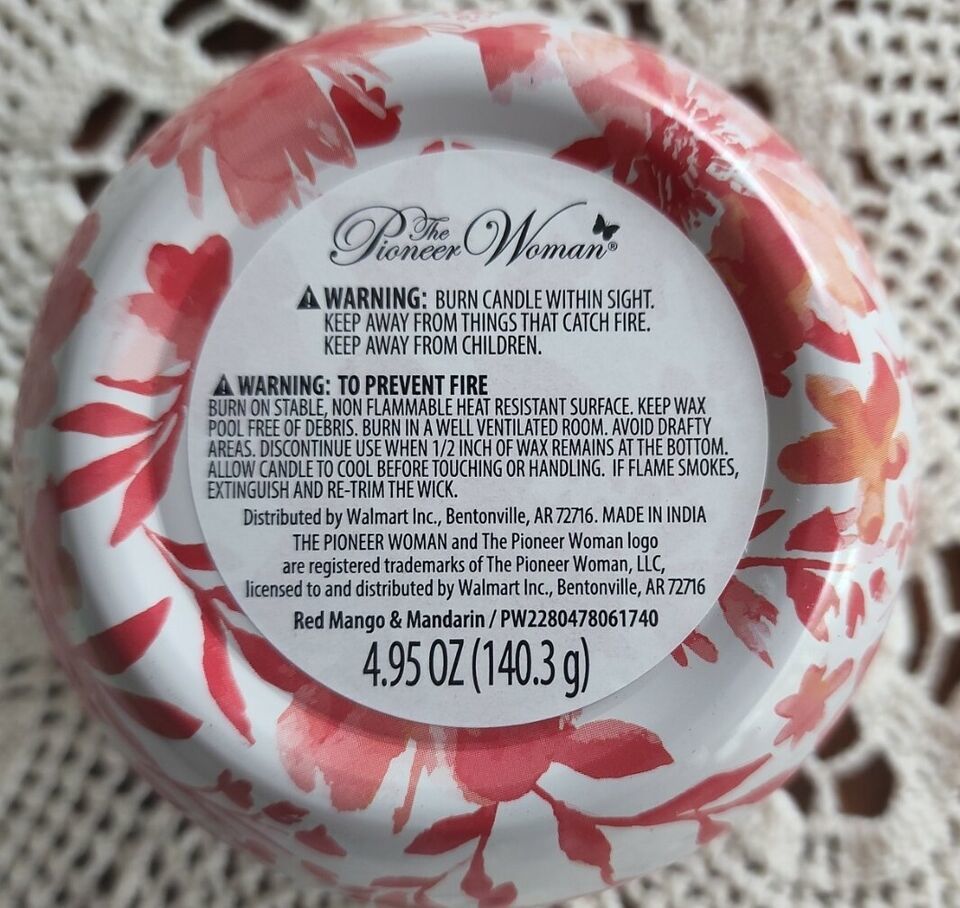 The Pioneer Woman®
⚠ WARNING: BURN CANDLE WITHIN SIGHT.
KEEP AWAY FROM THINGS THAT CATCH FIRE.
KEEP AWAY FROM CHILDREN.
⚠ WARNING: TO PREVENT FIRE
BURN ON STABLE, NON FLAMMABLE HEAT RESISTANT SURFACE. KEEP WAX
POOL FREE OF DEBRIS. BURN IN A WELL VENTILATED ROOM. AVOID DRAFTY
AREAS. DISCONTINUE USE WHEN 1/2 INCH OF WAX REMAINS AT THE BOTTOM.
ALLOW CANDLE TO COOL BEFORE TOUCHING OR HANDLING. IF FLAME SMOKES,
EXTINGUISH AND RE-TRIM THE WICK.
Distributed by Walmart Inc., Bentonville, AR 72716. MADE IN INDIA
THE PIONEER WOMAN and The Pioneer Woman logo
are registered trademarks of The Pioneer Woman, LLC,
licensed to and distributed by Walmart Inc., Bentonville, AR 72716
Red Mango & Mandarin / PW2280478061740
4.95 OZ (140.3 g)